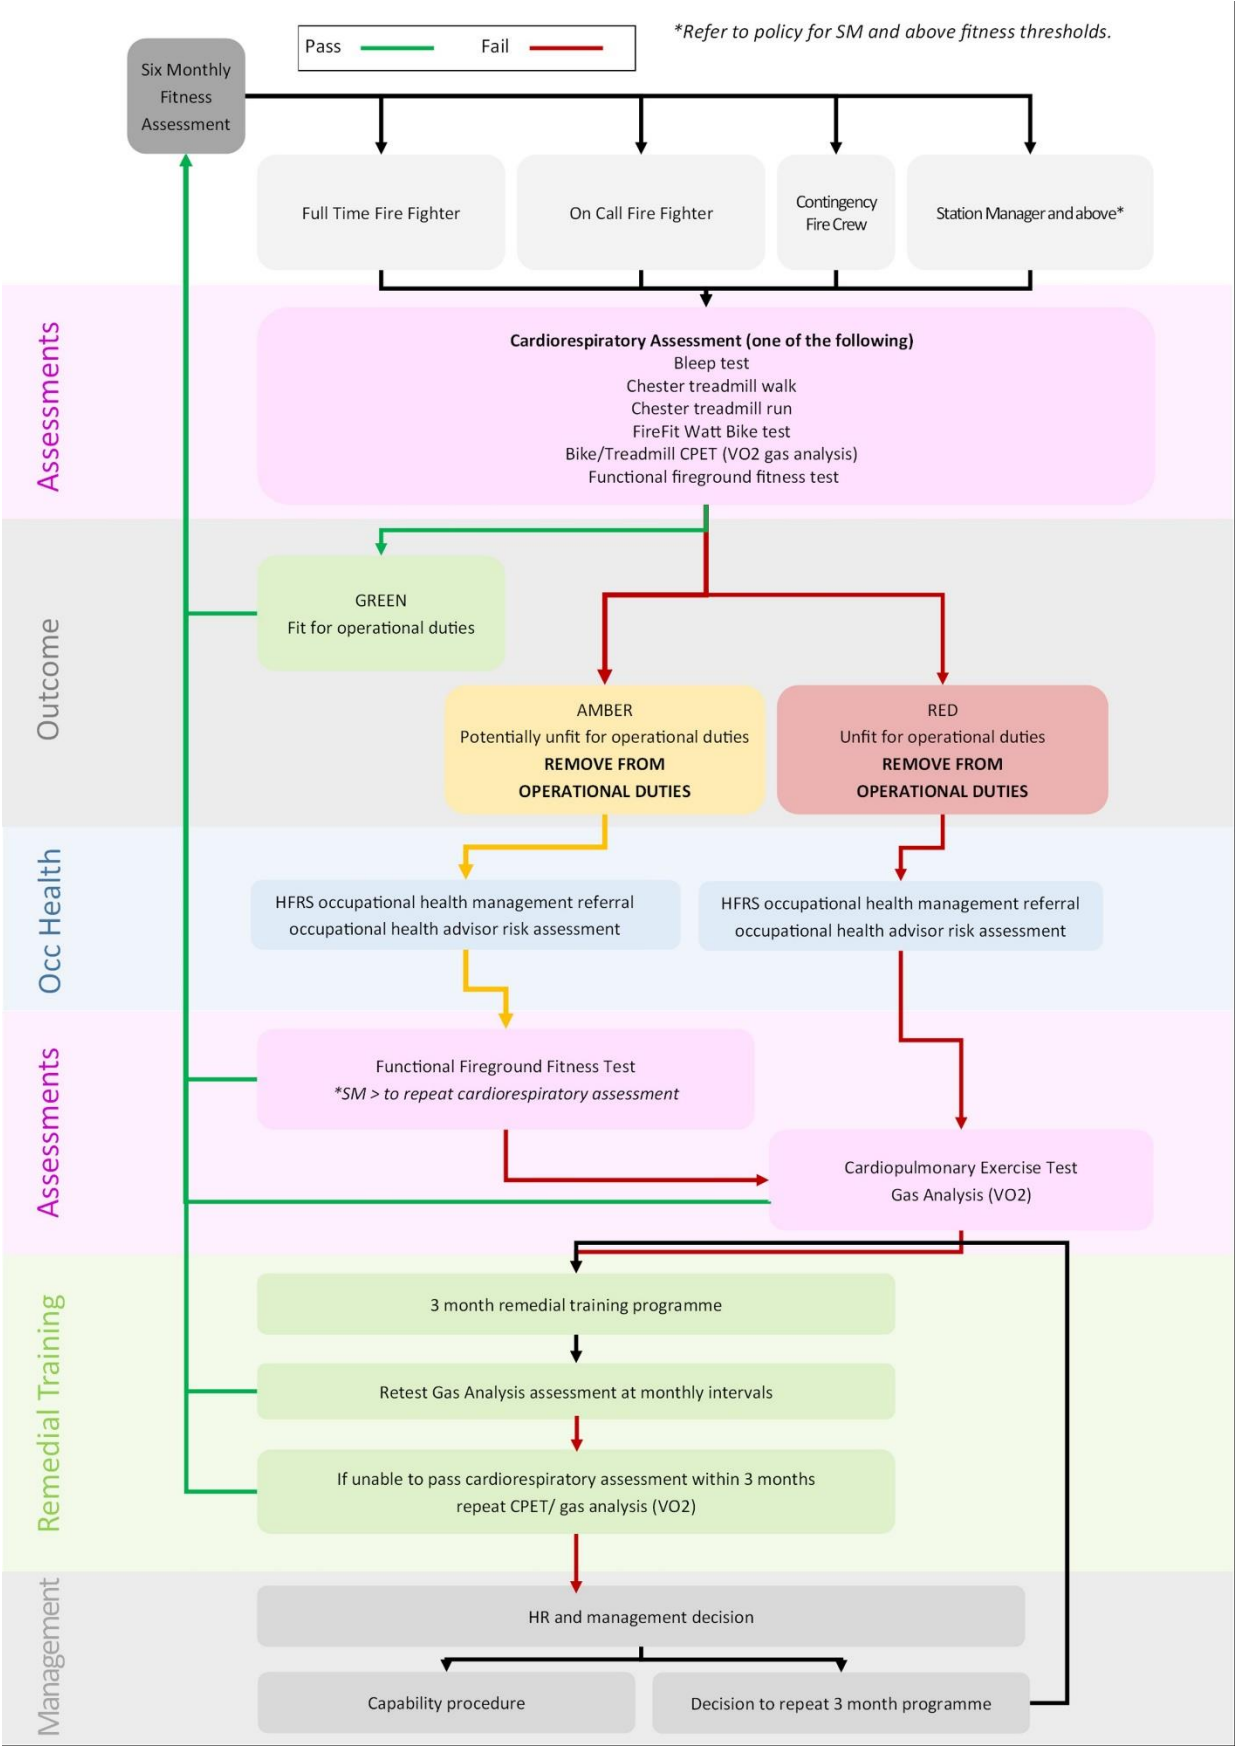 *Refer to policy for SM and above fitness thresholds.
Pass
Fail
Six Monthly
Fitness
Assessment
Full Time Fire Fighter
On Call Fire Fighter
Contingency
Fire Crew
Station Manager and above*
Assessments
Cardiorespiratory Assessment (one of the following)
Bleep test
Chester treadmill walk
Chester treadmill run
FireFit Watt Bike test
Bike/Treadmill CPET (VO2 gas analysis)
Functional fireground fitness test
Outcome
GREEN
Fit for operational duties
AMBER
Potentially unfit for operational duties
REMOVE FROM
OPERATIONAL DUTIES
RED
Unfit for operational duties
REMOVE FROM
OPERATIONAL DUTIES
Occ Health
HFRS occupational health management referral
occupational health advisor risk assessment
HFRS occupational health management referral
occupational health advisor risk assessment
Assessments
Functional Fireground Fitness Test
*SM > to repeat cardiorespiratory assessment
Cardiopulmonary Exercise Test
Gas Analysis (VO2)
Remedial Training
3 month remedial training programme
Retest Gas Analysis assessment at monthly intervals
If unable to pass cardiorespiratory assessment within 3 months
repeat CPET/ gas analysis (VO2)
Management
HR and management decision
Capability procedure
Decision to repeat 3 month programme